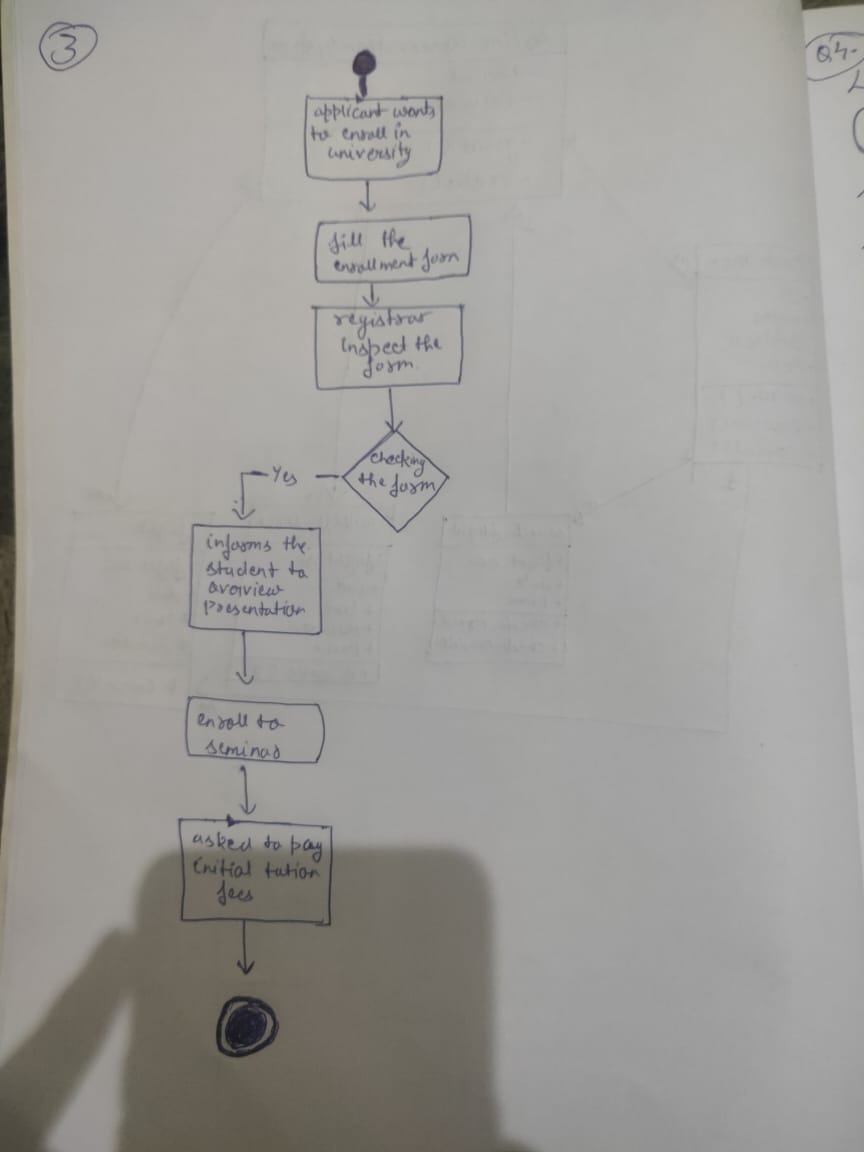 3
Q4-
applicant wants
to enroll in
university
fill the
enrollment form
registrar
inspect the
form.
checking
the form
Yes
informs the
student to
overview
Presentation
enroll to
seminar
asked to pay
initial tution
fees